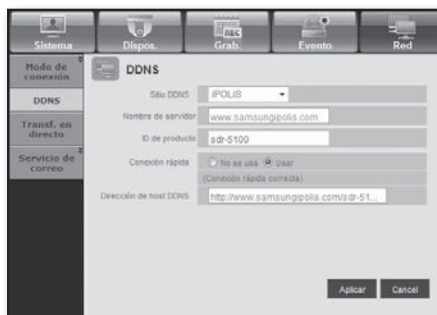 Sistema
Dispos.
REC
Grab.
Evento
Red
Modo de
conexión
DDNS
Transf. en
directo
Servicio de
correo
DDNS
Sitio DDNS
iPOLiS
Nombre de servidor
www.samsungipolis.com
ID de producto
sdr-5100
Conexión rápida
No se usa Usar
(Conexión rápida correcta)
Dirección de host DDNS
http://www.samsungipolis.com/sdr-51...
Aplicar Cancel